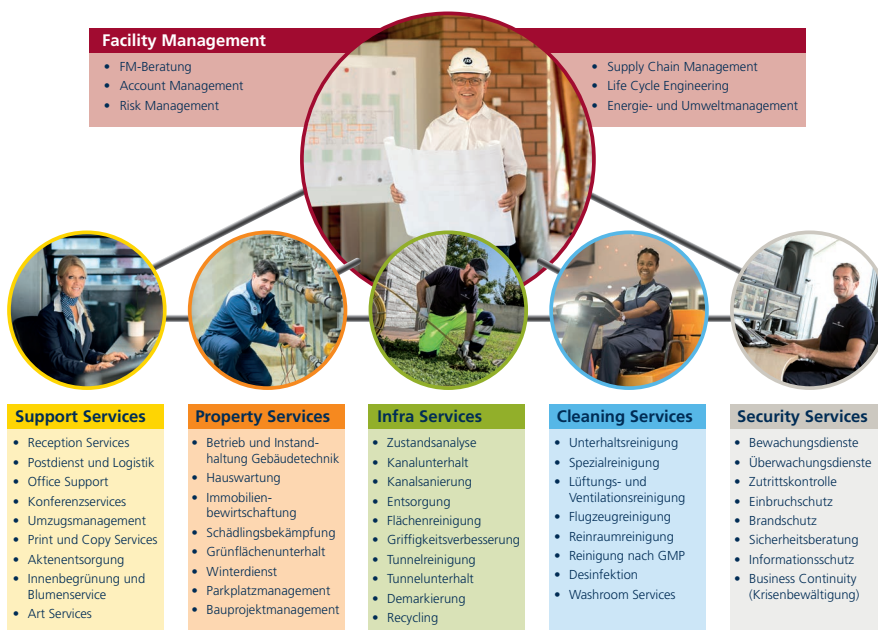 Facility Management
• FM-Beratung
• Account Management
• Risk Management
• Supply Chain Management
• Life Cycle Engineering
• Energie- und Umweltmanagement
Support Services
• Reception Services
• Postdienst und Logistik
• Office Support
• Konferenzservices
• Umzugsmanagement
• Print und Copy Services
• Aktenentsorgung
• Innenbegrünung und
Blumenservice
• Art Services
Property Services
• Betrieb und Instand-
haltung Gebäudetechnik
• Hauswartung
• Immobilien-
bewirtschaftung
• Schädlingsbekämpfung
• Grünflächenunterhalt
• Winterdienst
• Parkplatzmanagement
• Bauprojektmanagement
Infra Services
• Zustandsanalyse
• Kanalunterhalt
• Kanalsanierung
• Entsorgung
• Flächenreinigung
• Griffigkeitsverbesserung
• Tunnelreinigung
• Tunnelunterhalt
• Demarkierung
• Recycling
Cleaning Services
• Unterhaltsreinigung
• Spezialreinigung
• Lüftungs- und
Ventilationsreinigung
• Flugzeugreinigung
• Reinraumreinigung
• Reinigung nach GMP
• Desinfektion
• Washroom Services
Security Services
• Bewachungsdienste
• Überwachungsdienste
• Zutrittskontrolle
• Einbruchschutz
• Brandschutz
• Sicherheitsberatung
• Informationsschutz
• Business Continuity
(Krisenbewältigung)